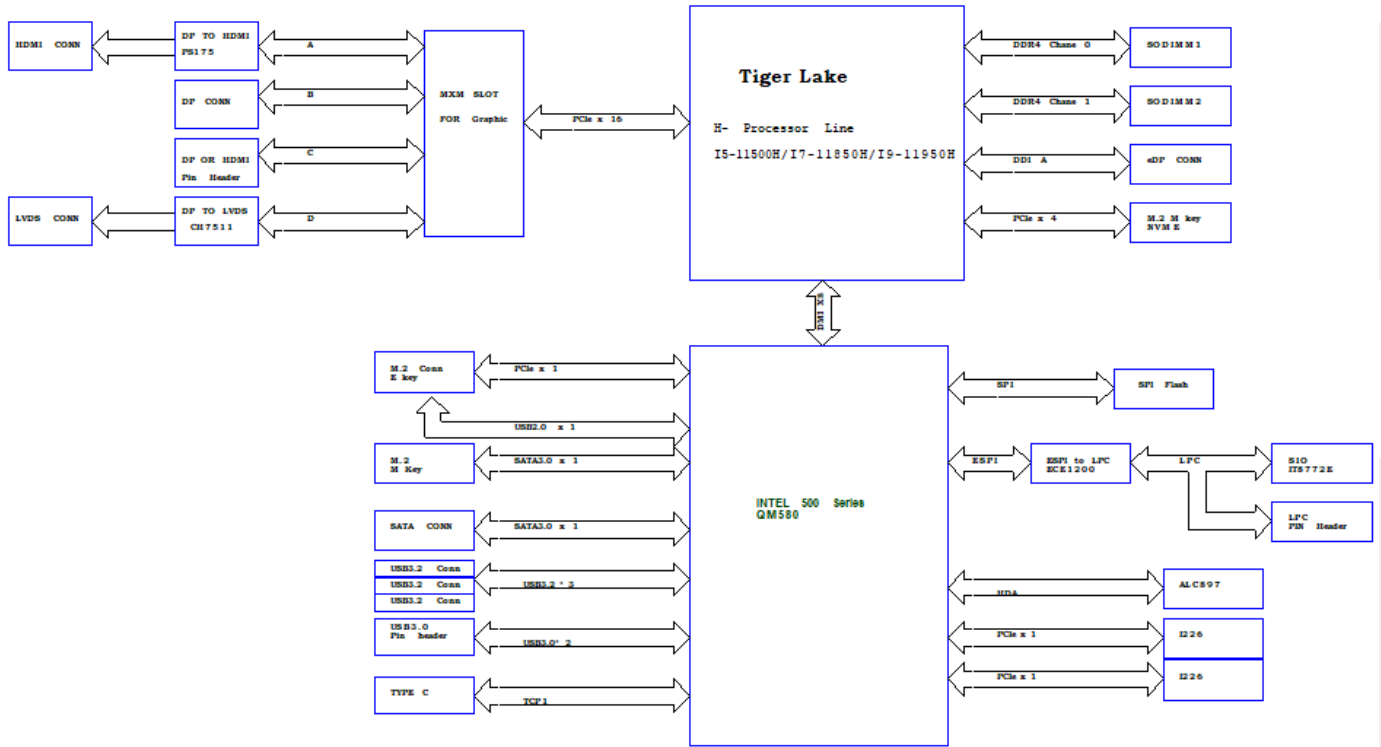 HDMI CONN
DP TO HDMI
PS175
A
DP CONN
B
DP OR HDMI
Pin Header
C
LVDS CONN
DP TO LVDS
CH7511
D
MXM SLOT
FOR Graphic
PCIe x 16
Tiger Lake
H- Processor Line
I5-11500H/I7-11850H/I9-11950H
DDR4 Chane 0
SODIMM1
DDR4 Chane 1
SODIMM2
DDI A
eDP CONN
PCIe x 4
M.2 M key
NVME
DMI X8
M.2 Conn
E key
PCIe x 1
USB2.0 x 1
M.2
M Key
SATA3.0 x 1
SATA CONN
SATA3.0 x 1
USB3.2 Conn
USB3.2 Conn
USB3.2 Conn
USB3.2 * 3
USB3.0
Pin header
USB3.0* 2
TYPE C
TCP1
INTEL 500 Series
QM580
SPI
SPI Flash
ESPI
ESPI to LPC
ECE1200
LPC
SIO
IT8772E
LPC
PIN Header
HDA
ALC897
PCIe x 1
I226
PCIe x 1
I226